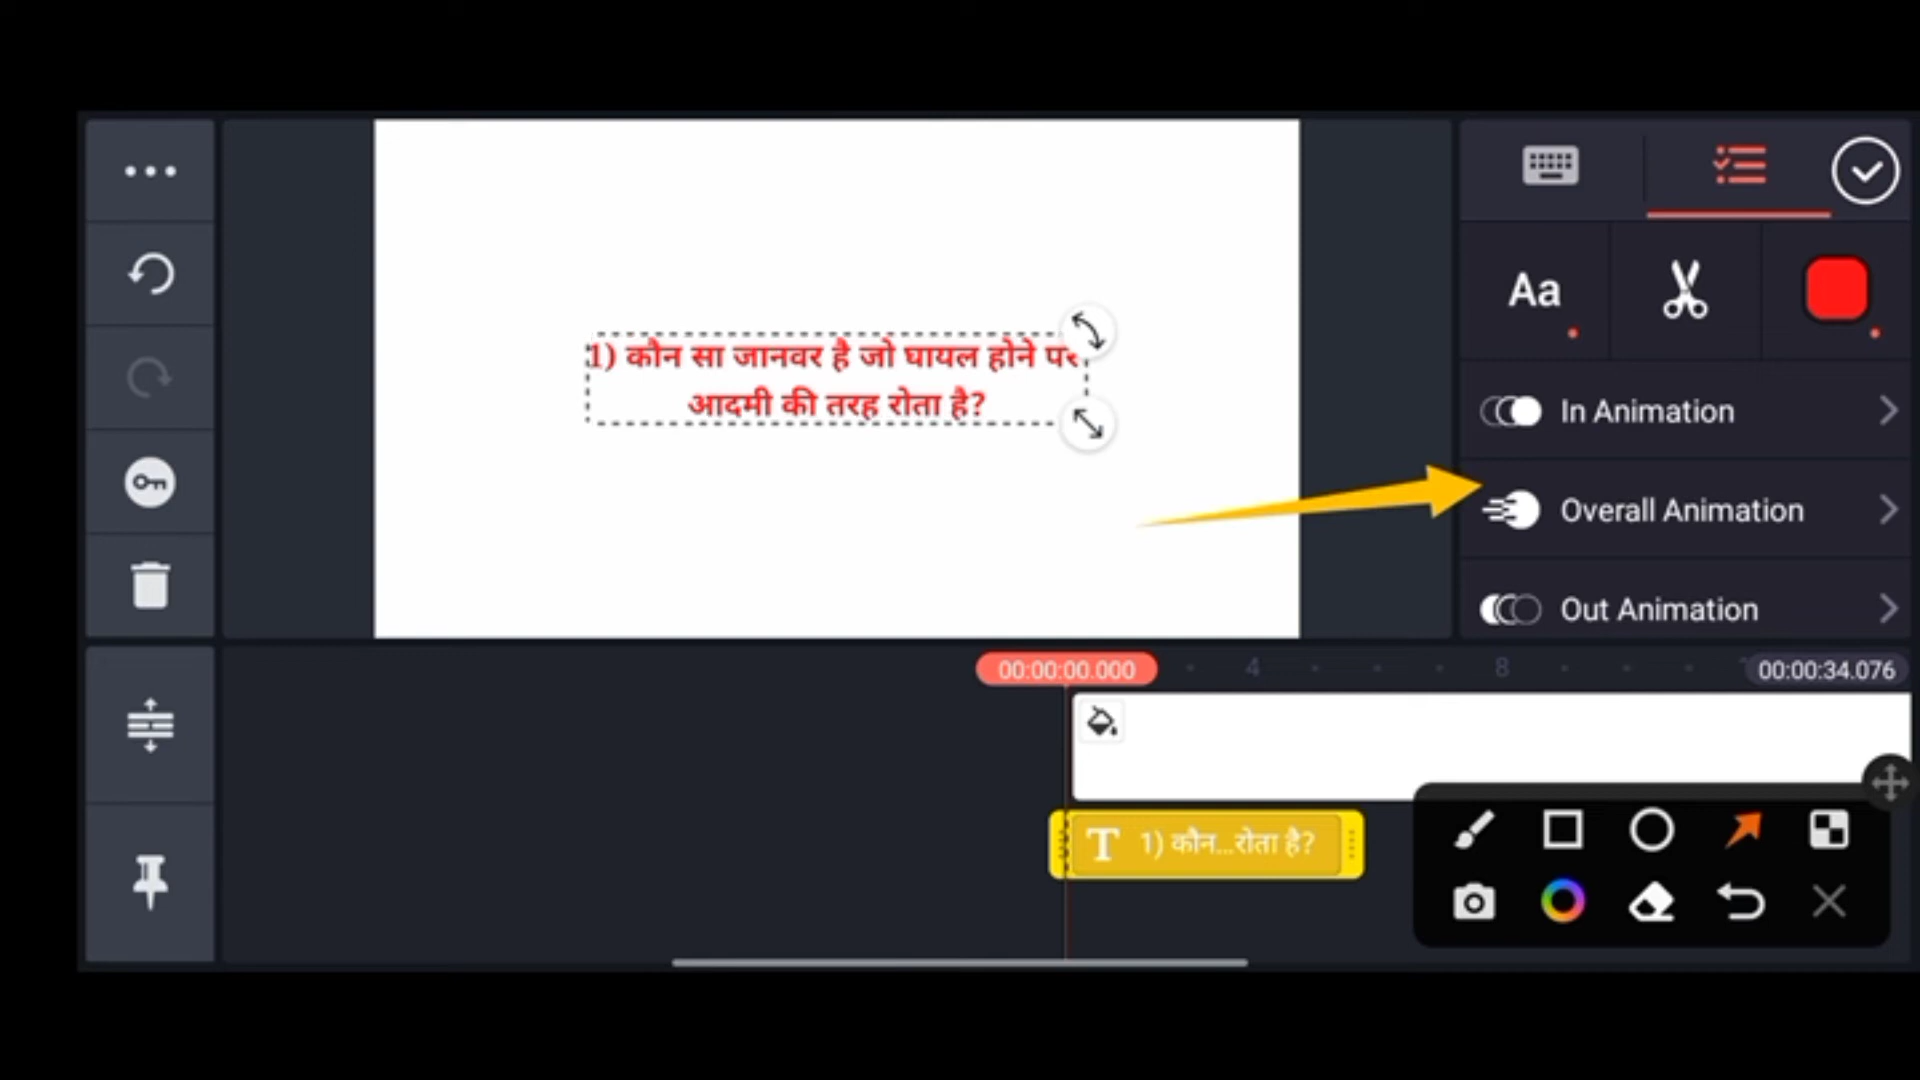 1) कौन सा जानवर है जो घायल होने पर
आदमी की तरह रोता है?
Aa
In Animation
Overall Animation
Out Animation
00:00:00.000
4
8
00:00:34.076
T 1) कौन...रोता है?